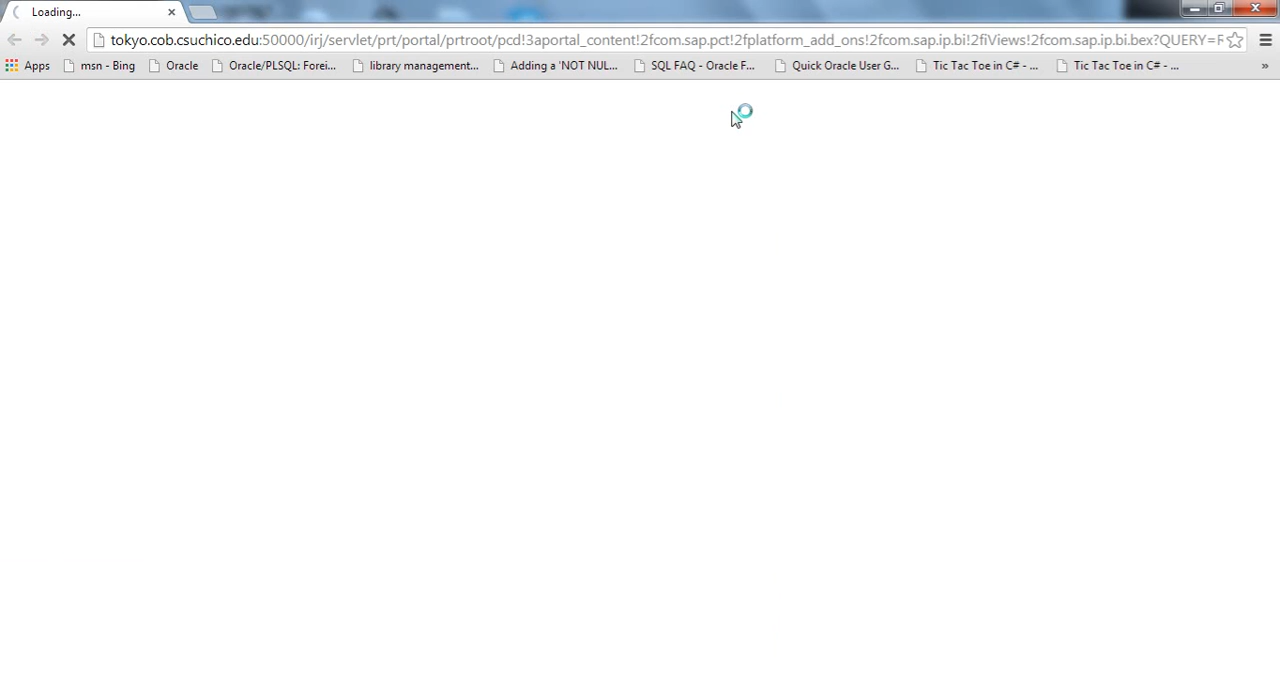 Loading...
tokyo.cob.csuchico.edu:50000/irj/servlet/prt/portal/prtroot/pcd!3aportal_content!2fcom.sap.pct!2fplatform_add_ons!2fcom.sap.ip.bi!2fiViews!2fcom.sap.ip.bi.bex?QUERY=F
Apps msn - Bing Oracle Oracle/PLSQL: Forei... library management... Adding a 'NOT NUL... SQL FAQ - Oracle F... Quick Oracle User G... Tic Tac Toe in C# - ... Tic Tac Toe in C# - ... »